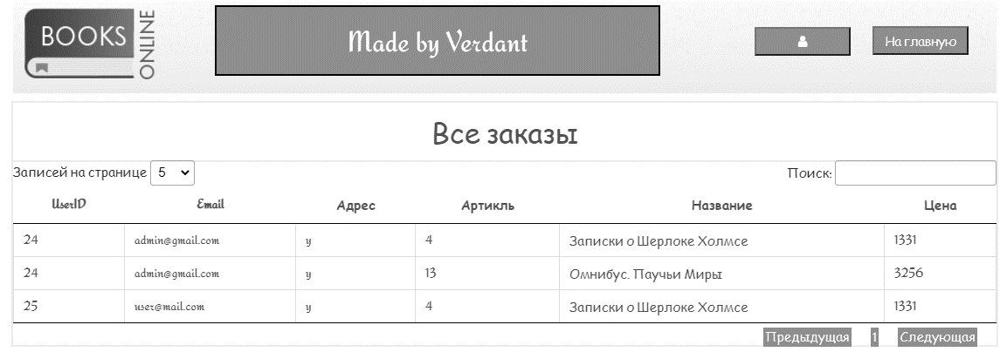 BOOKS
ONLINE
Made by Verdant
На главную
Все заказы
Записей на странице 5
Поиск:
UserID Email Адрес Артикль Название Цена
24 admin@gmail.com у 4 Записки о Шерлоке Холмсе 1331
24 admin@gmail.com у 13 Омнибус. Паучьи Миры 3256
25 user@mail.com у 4 Записки о Шерлоке Холмсе 1331
Предыдущая 1 Следующая